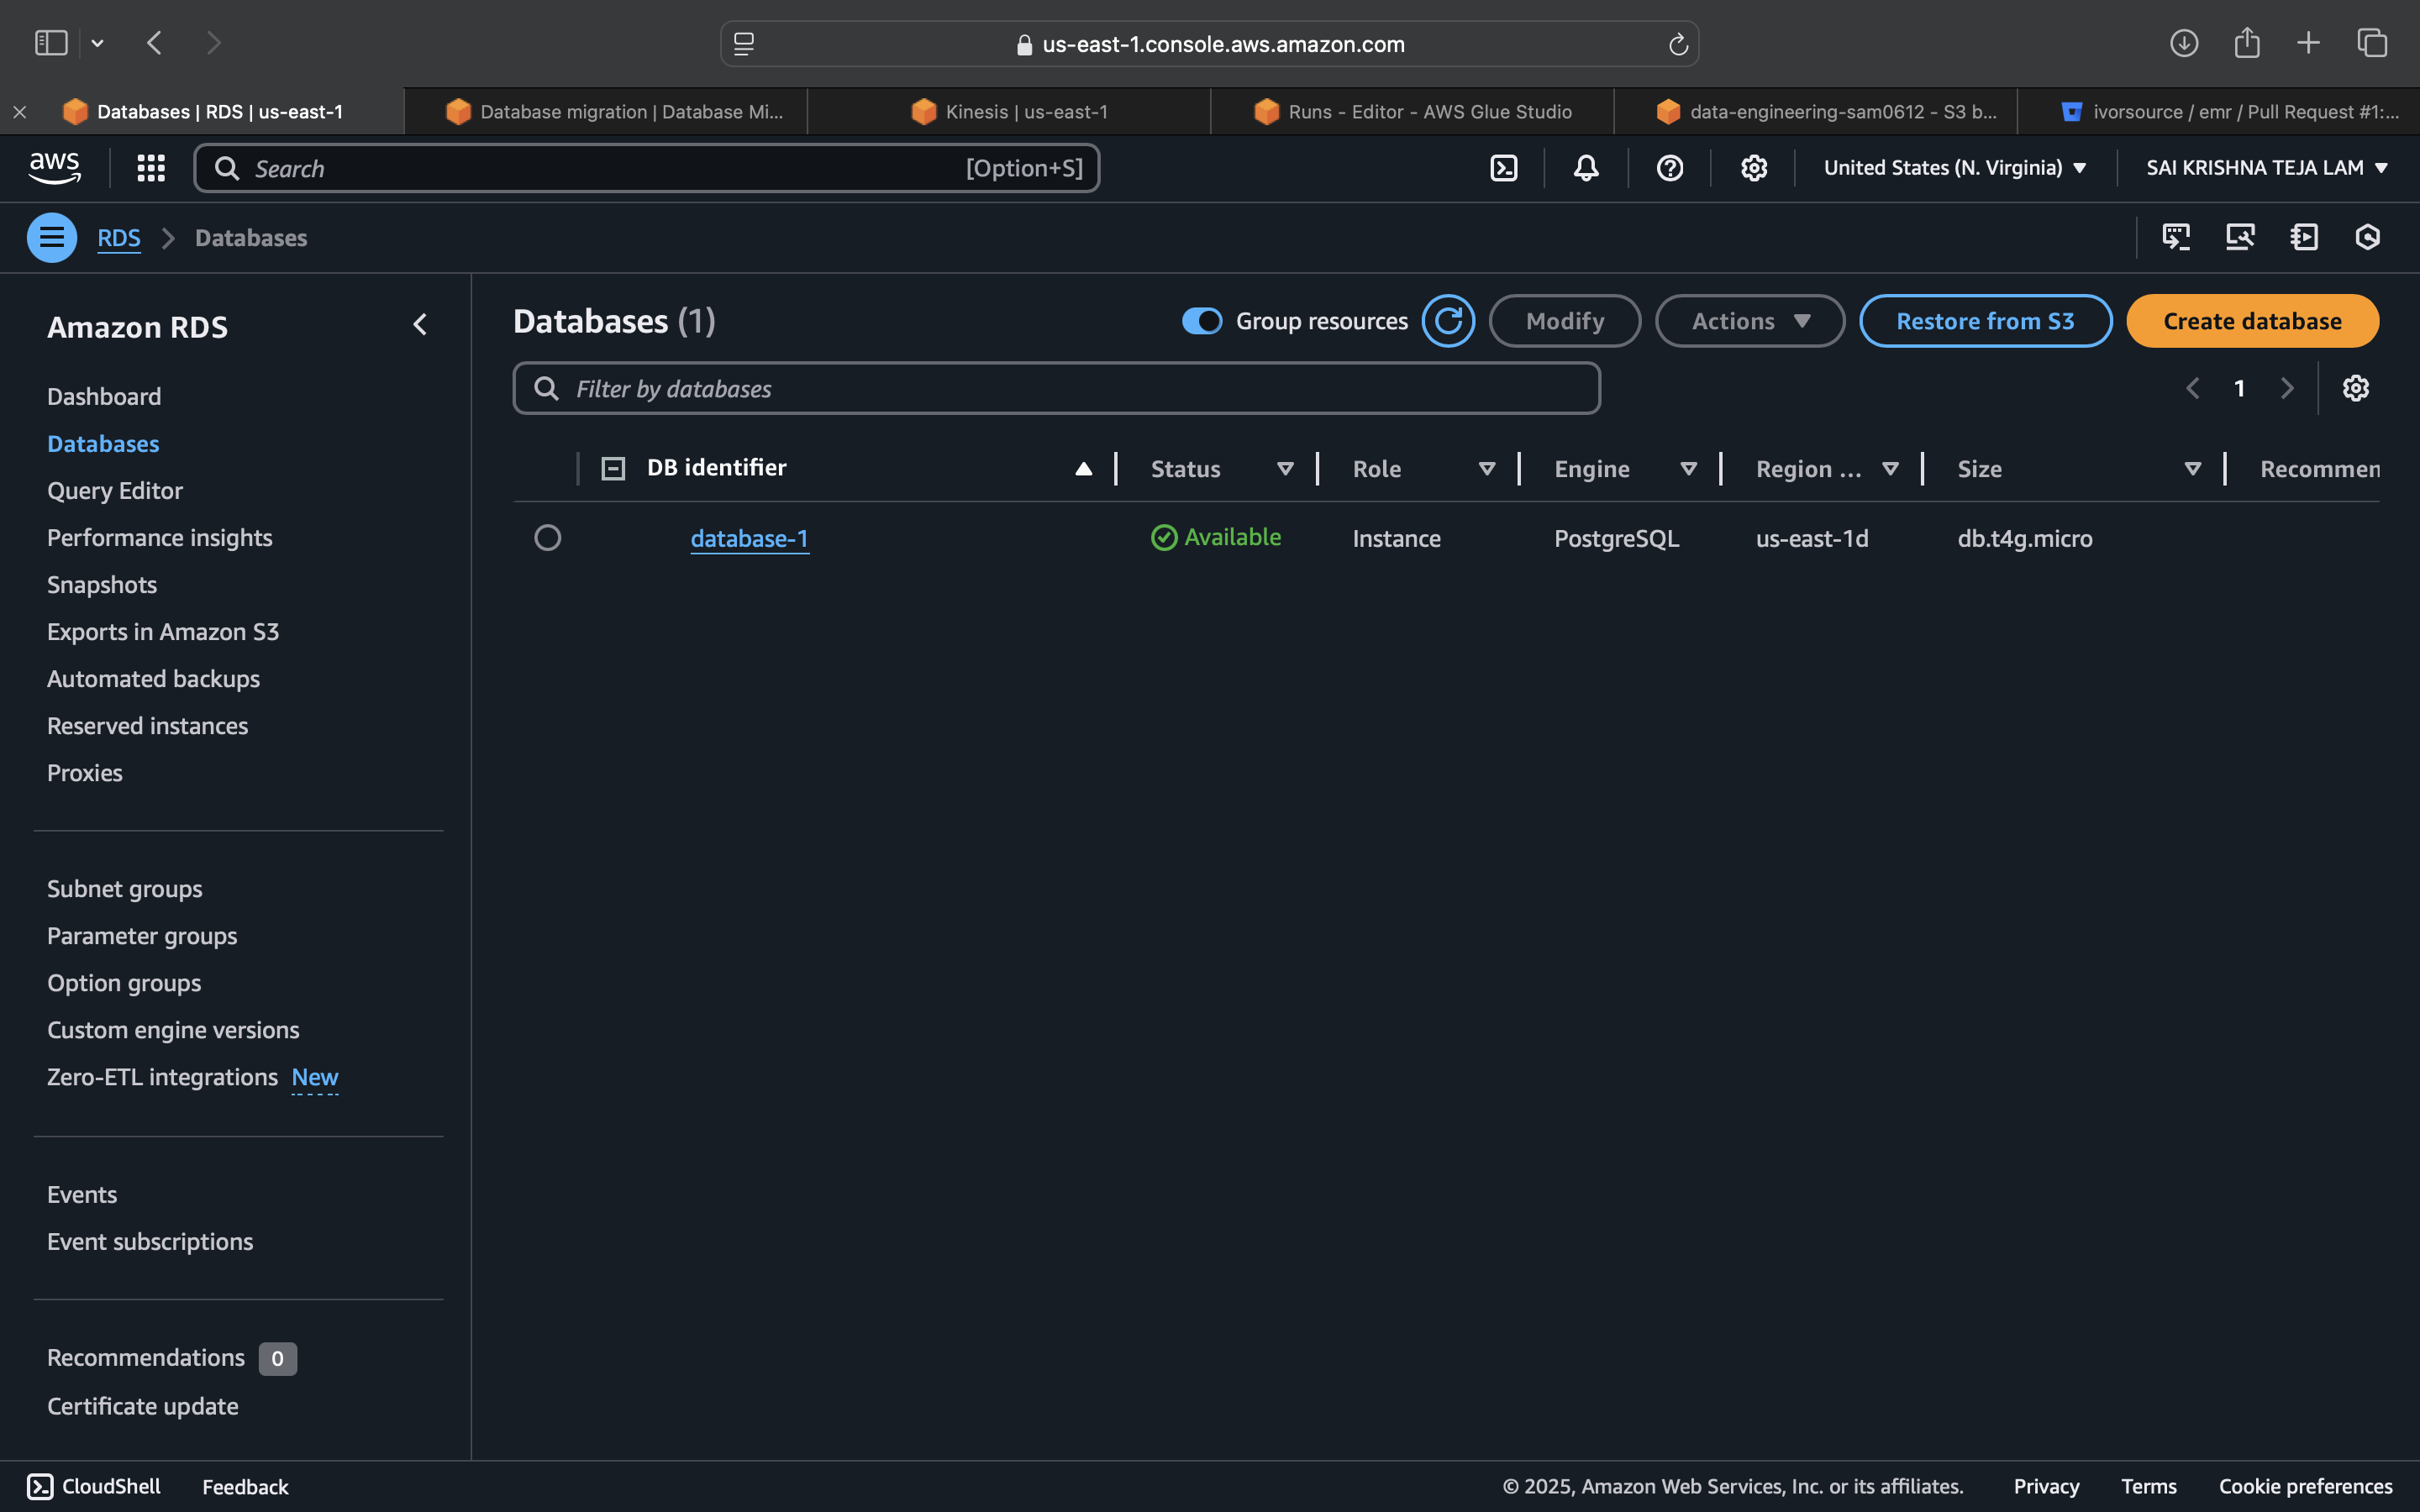 us-east-1.console.aws.amazon.com
Databases | RDS | us-east-1
Database migration | Database Mi...
Kinesis | us-east-1
Runs - Editor - AWS Glue Studio
data-engineering-sam0612 - S3 b...
ivorsource / emr / Pull Request #1:...
aws
Search
[Option+S]
United States (N. Virginia)
SAI KRISHNA TEJA LAM
RDS
Databases
Amazon RDS
Dashboard
Databases
Query Editor
Performance insights
Snapshots
Exports in Amazon S3
Automated backups
Reserved instances
Proxies
Subnet groups
Parameter groups
Option groups
Custom engine versions
Zero-ETL integrations New
Events
Event subscriptions
Recommendations 0
Certificate update
Databases (1)
Group resources
Modify
Actions
Restore from S3
Create database
Filter by databases
1
DB identifier Status Role Engine Region ... Size Recommen
database-1 Available Instance PostgreSQL us-east-1d db.t4g.micro
CloudShell
Feedback
© 2025, Amazon Web Services, Inc. or its affiliates.
Privacy
Terms
Cookie preferences